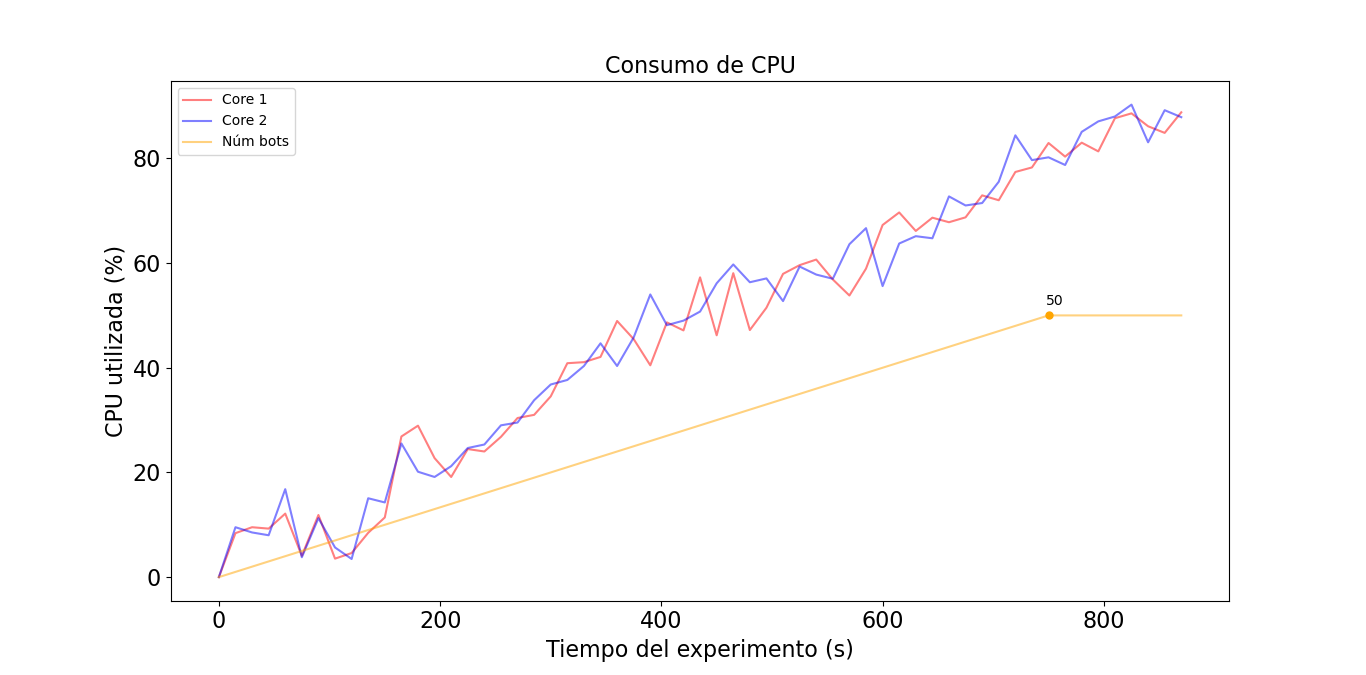 Consumo de CPU
Core 1
Core 2
Núm bots
80
60
40
20
0
CPU utilizada (%)
50
0 200 400 600 800
Tiempo del experimento (s)